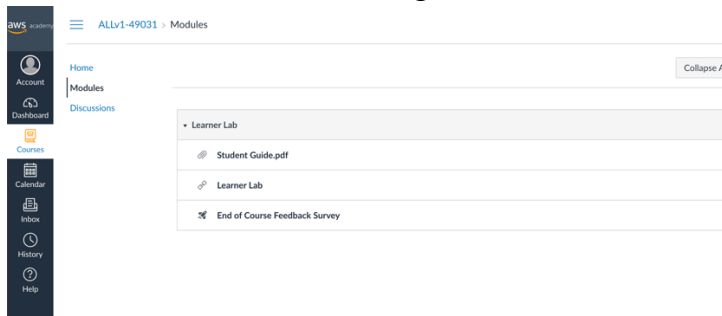 aws academy
ALLv1-49031 > Modules
Home
Modules
Discussions
Collapse A
Account
Dashboard
Courses
Calendar
Inbox
History
Help
Learner Lab
Student Guide.pdf
Learner Lab
End of Course Feedback Survey